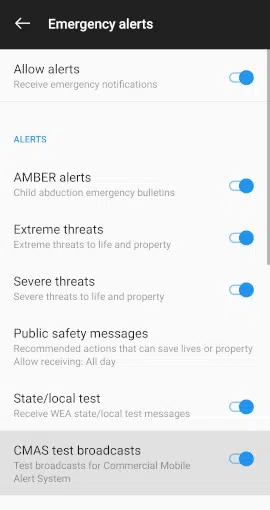 Emergency alerts
Allow alerts
Receive emergency notifications
ALERTS
AMBER alerts
Child abduction emergency bulletins
Extreme threats
Extreme threats to life and property
Severe threats
Severe threats to life and property
Public safety messages
Recommended actions that can save lives or property
Allow receiving: All day
State/local test
Receive WEA state/local test messages
CMAS test broadcasts
Test broadcasts for Commercial Mobile
Alert System